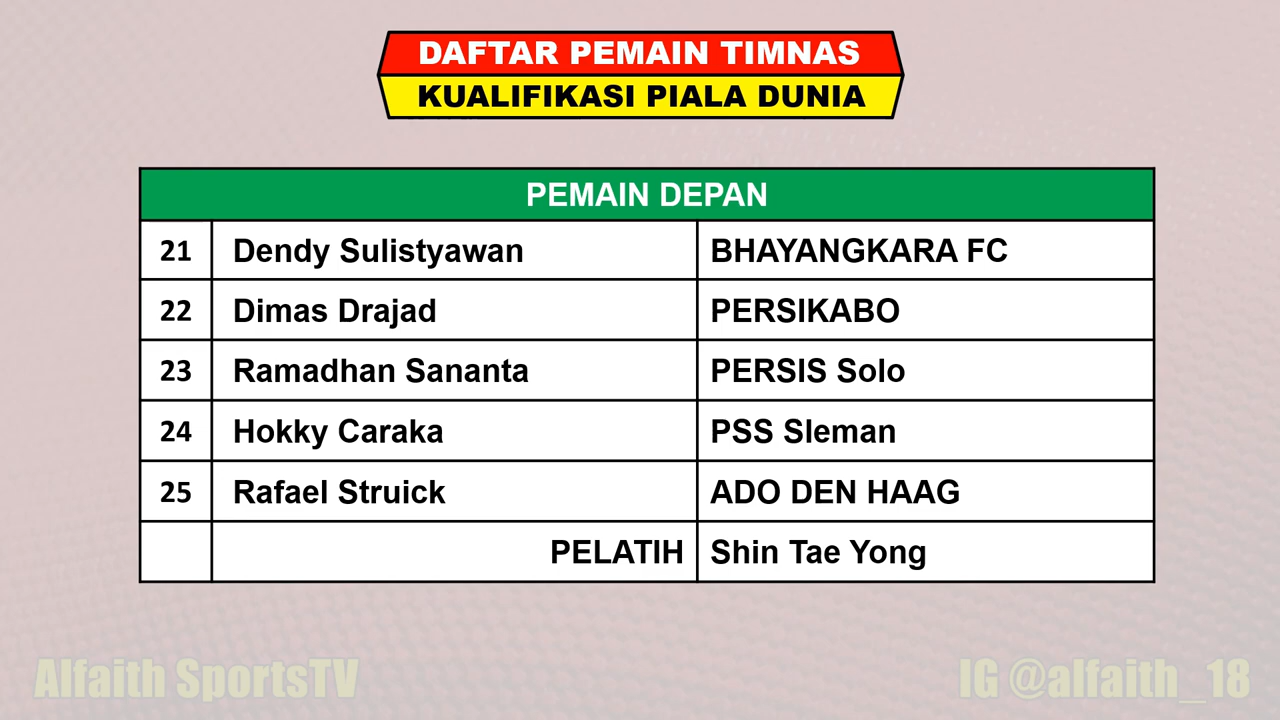 DAFTAR PEMAIN TIMNAS
KUALIFIKASI PIALA DUNIA
PEMAIN DEPAN
21 Dendy Sulistyawan BHAYANGKARA FC
22 Dimas Drajad PERSIKABO
23 Ramadhan Sananta PERSIS Solo
24 Hokky Caraka PSS Sleman
25 Rafael Struick ADO DEN HAAG
PELATIH Shin Tae Yong
Alfaith SportsTV IG @alfaith_18